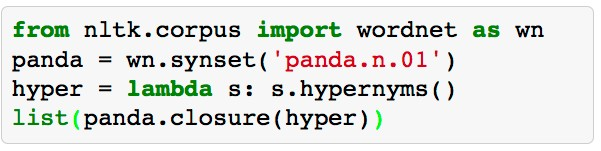 from nltk.corpus import wordnet as wn
panda = wn.synset('panda.n.01')
hyper = lambda s: s.hypernyms()
list(panda.closure(hyper))